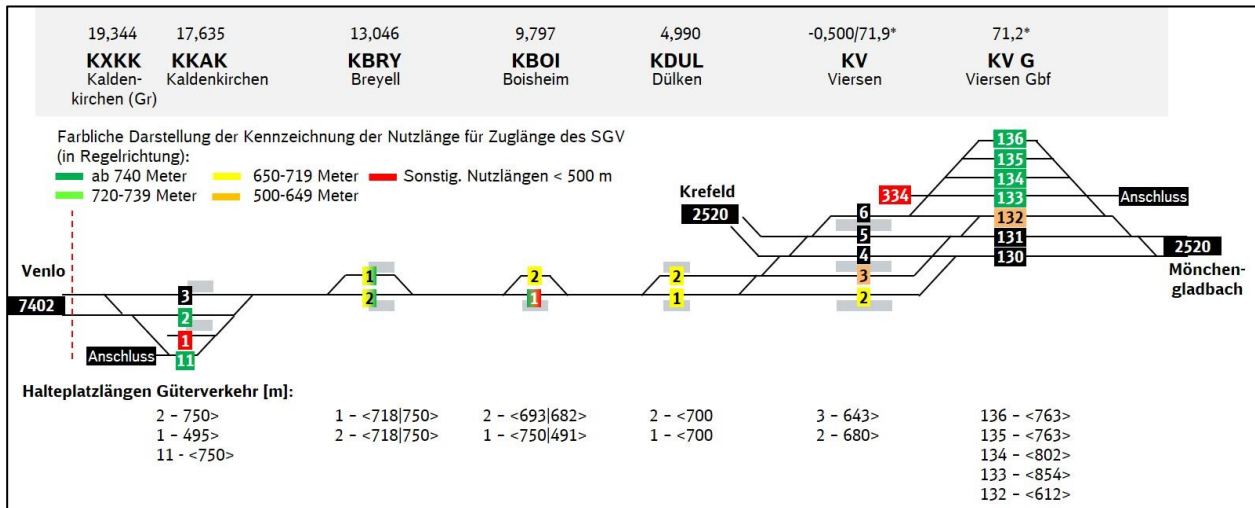 19,344 17,635 13,046 9,797 4,990 -0,500/71,9* 71,2*
KXKK KKAK KBRY KBOI KDUL KV KV G
Kalden- Kaldenkirchen Breyell Boisheim Dülken Viersen Viersen Gbf
kirchen (Gr)
Farbliche Darstellung der Kennzeichnung der Nutzlänge für Zuglänge des SGV
(in Regelrichtung):
ab 740 Meter 650-719 Meter Sonstig. Nutzlängen < 500 m
720-739 Meter 500-649 Meter
136
135
134
Krefeld 334 133 Anschluss
2520 6 132
5 131 2520
4 130
Venlo 1 2 2 3 Mönchen-
gladbach
3 2 1 1 2
7402 2
1
Anschluss 11
Halteplatzlängen Güterverkehr [m]:
2 – 750> 1 – <718|750> 2 – <693|682> 2 – <700 3 – 643> 136 – <763>
1 – 495> 2 – <718|750> 1 – <750|491> 1 – <700 2 – 680> 135 – <763>
11 - <750> 134 – <802>
133 – <854>
132 – <612>